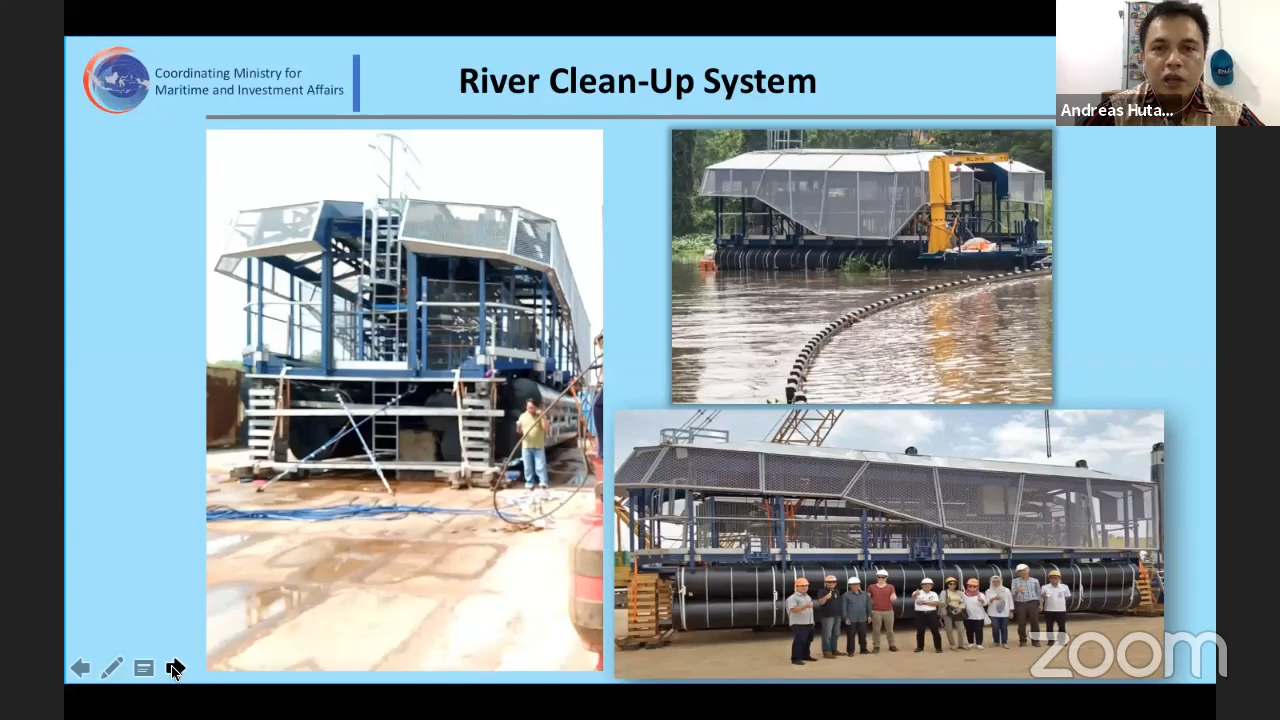 Coordinating Ministry for
Maritime and Investment Affairs
River Clean-Up System
Andreas Huta...
zoom